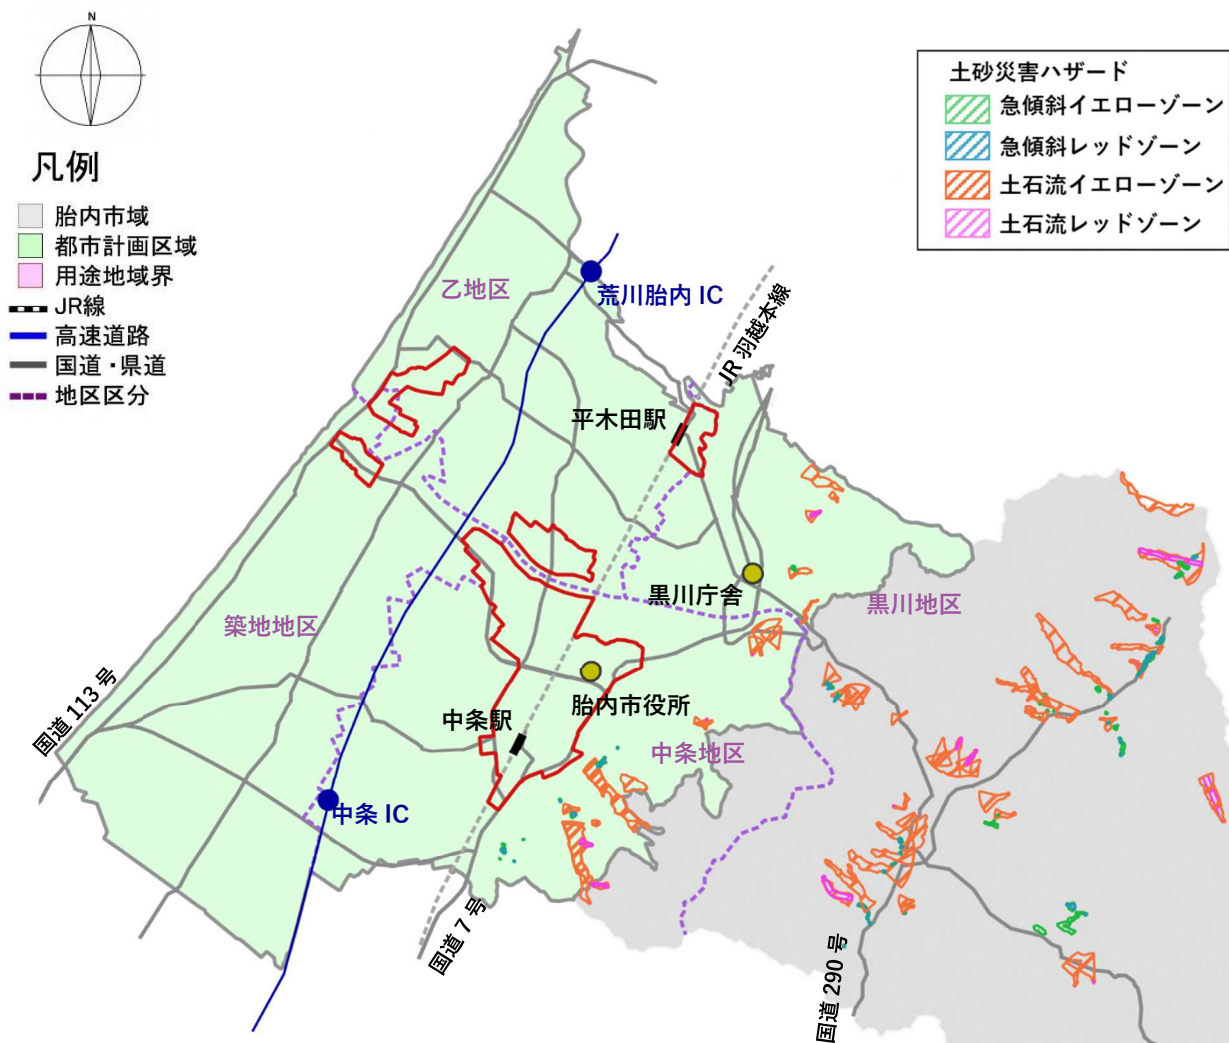 N
凡例
胎内市域
都市計画区域
用途地域界
JR線
高速道路
国道・県道
地区区分
土砂災害ハザード
急傾斜イエローゾーン
急傾斜レッドゾーン
土石流イエローゾーン
土石流レッドゾーン
乙地区
荒川胎内 IC
JR 羽越本線
平木田駅
黒川庁舎
黒川地区
築地地区
国道 113 号
胎内市役所
中条駅
中条地区
中条 IC
国道 7 号
国道 290 号